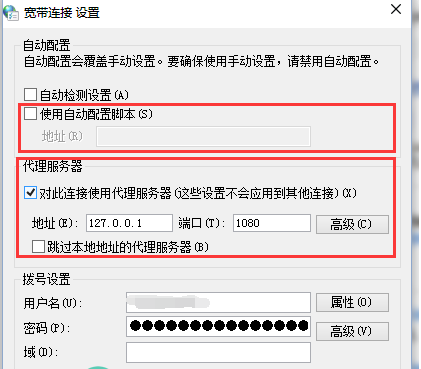 宽带连接 设置
自动配置
自动配置会覆盖手动设置。要确保使用手动设置，请禁用自动配置。
自动检测设置(A)
使用自动配置脚本(S)
地址(R)
代理服务器
对此连接使用代理服务器(这些设置不会应用到其他连接)(X)
地址(E): 127.0.0.1 端口(T): 1080 高级(C)
跳过本地地址的代理服务器(B)
拨号设置
用户名(U): 属性(O)
密码(P): ●●●●●●●●●●●●●●●● 高级(V)
域(D):